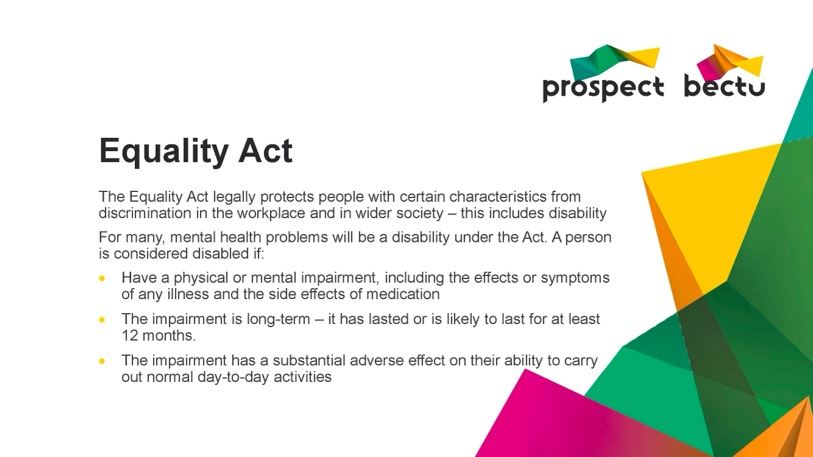 prospect bectu
Equality Act
The Equality Act legally protects people with certain characteristics from
discrimination in the workplace and in wider society – this includes disability
For many, mental health problems will be a disability under the Act. A person
is considered disabled if:
• Have a physical or mental impairment, including the effects or symptoms
of any illness and the side effects of medication
• The impairment is long-term – it has lasted or is likely to last for at least
12 months.
• The impairment has a substantial adverse effect on their ability to carry
out normal day-to-day activities